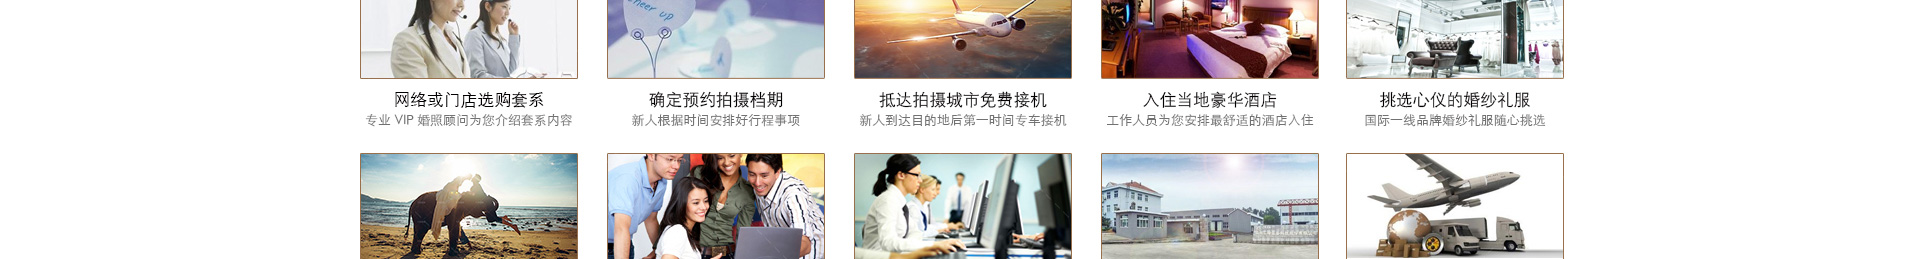 cheer up
网络或门店选购套系
专业 VIP 婚照顾问为您介绍套系内容
确定预约拍摄档期
新人根据时间安排好行程事项
抵达拍摄城市免费接机
新人到达目的地后第一时间专车接机
入住当地豪华酒店
工作人员为您安排最舒适的酒店入住
挑选心仪的婚纱礼服
国际一线品牌婚纱礼服随心挑选